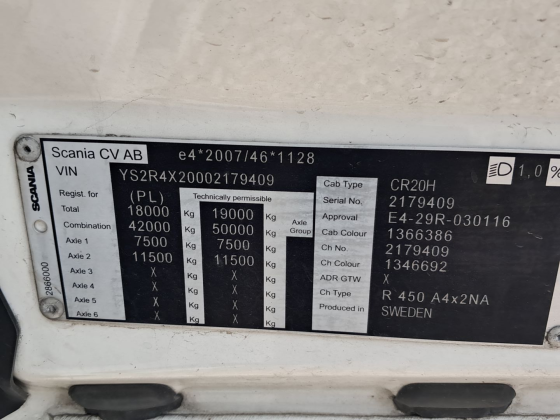 Scania CV AB e4*2007/46*1128
VIN YS2R4X20002179409
SCANIA
2866000
Regist. for (PL) Technically permissible
Total 18000 Kg 19000 Kg Axle Group
Combination 42000 Kg 50000 Kg
Axle 1 7500 Kg 7500 Kg
Axle 2 11500 Kg 11500 Kg
Axle 3 X Kg X Kg
Axle 4 X Kg X Kg
Axle 5 X Kg X Kg
Axle 6 X Kg X Kg
1,0 %
Cab Type CR20H
Serial No. 2179409
Approval E4-29R-030116
Cab Colour 1366386
Ch No. 2179409
Ch Colour 1346692
ADR GTW. X
Ch Type R 450 A4x2NA
Produced in SWEDEN